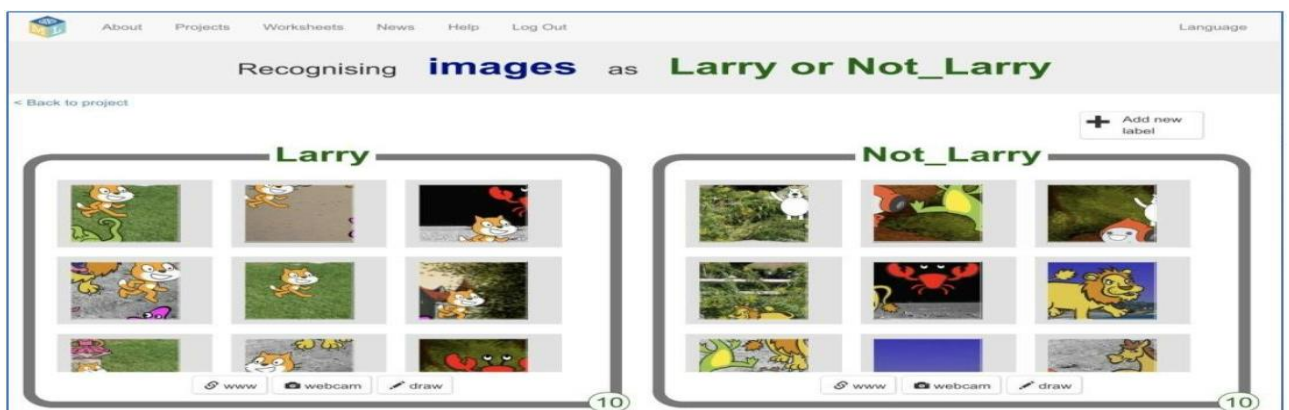 ML About Projects Worksheets News Help Log Out Language
Recognising images as Larry or Not_Larry
< Back to project
+ Add new
label
Larry
Not_Larry
www webcam draw
10
www webcam draw
10